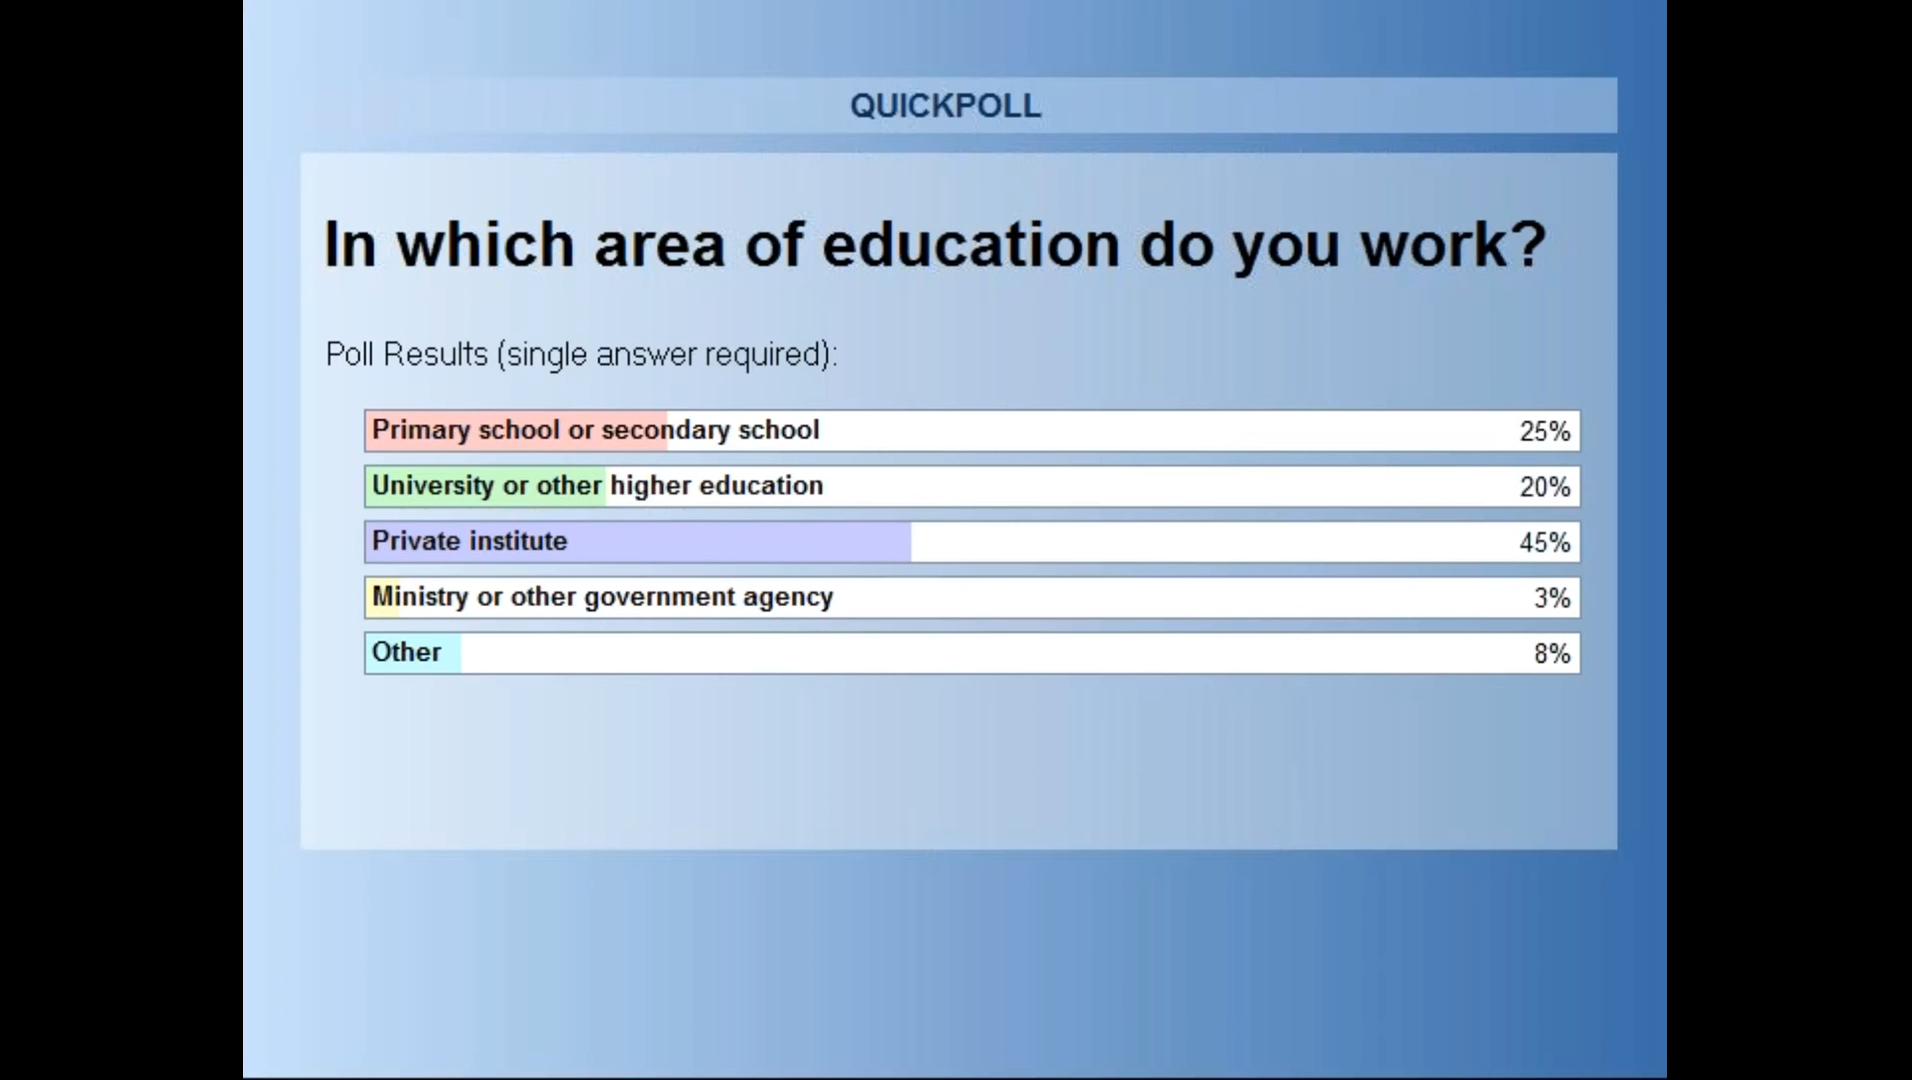 QUICKPOLL
In which area of education do you work?
Poll Results (single answer required):
Primary school or secondary school 25%
University or other higher education 20%
Private institute 45%
Ministry or other government agency 3%
Other 8%